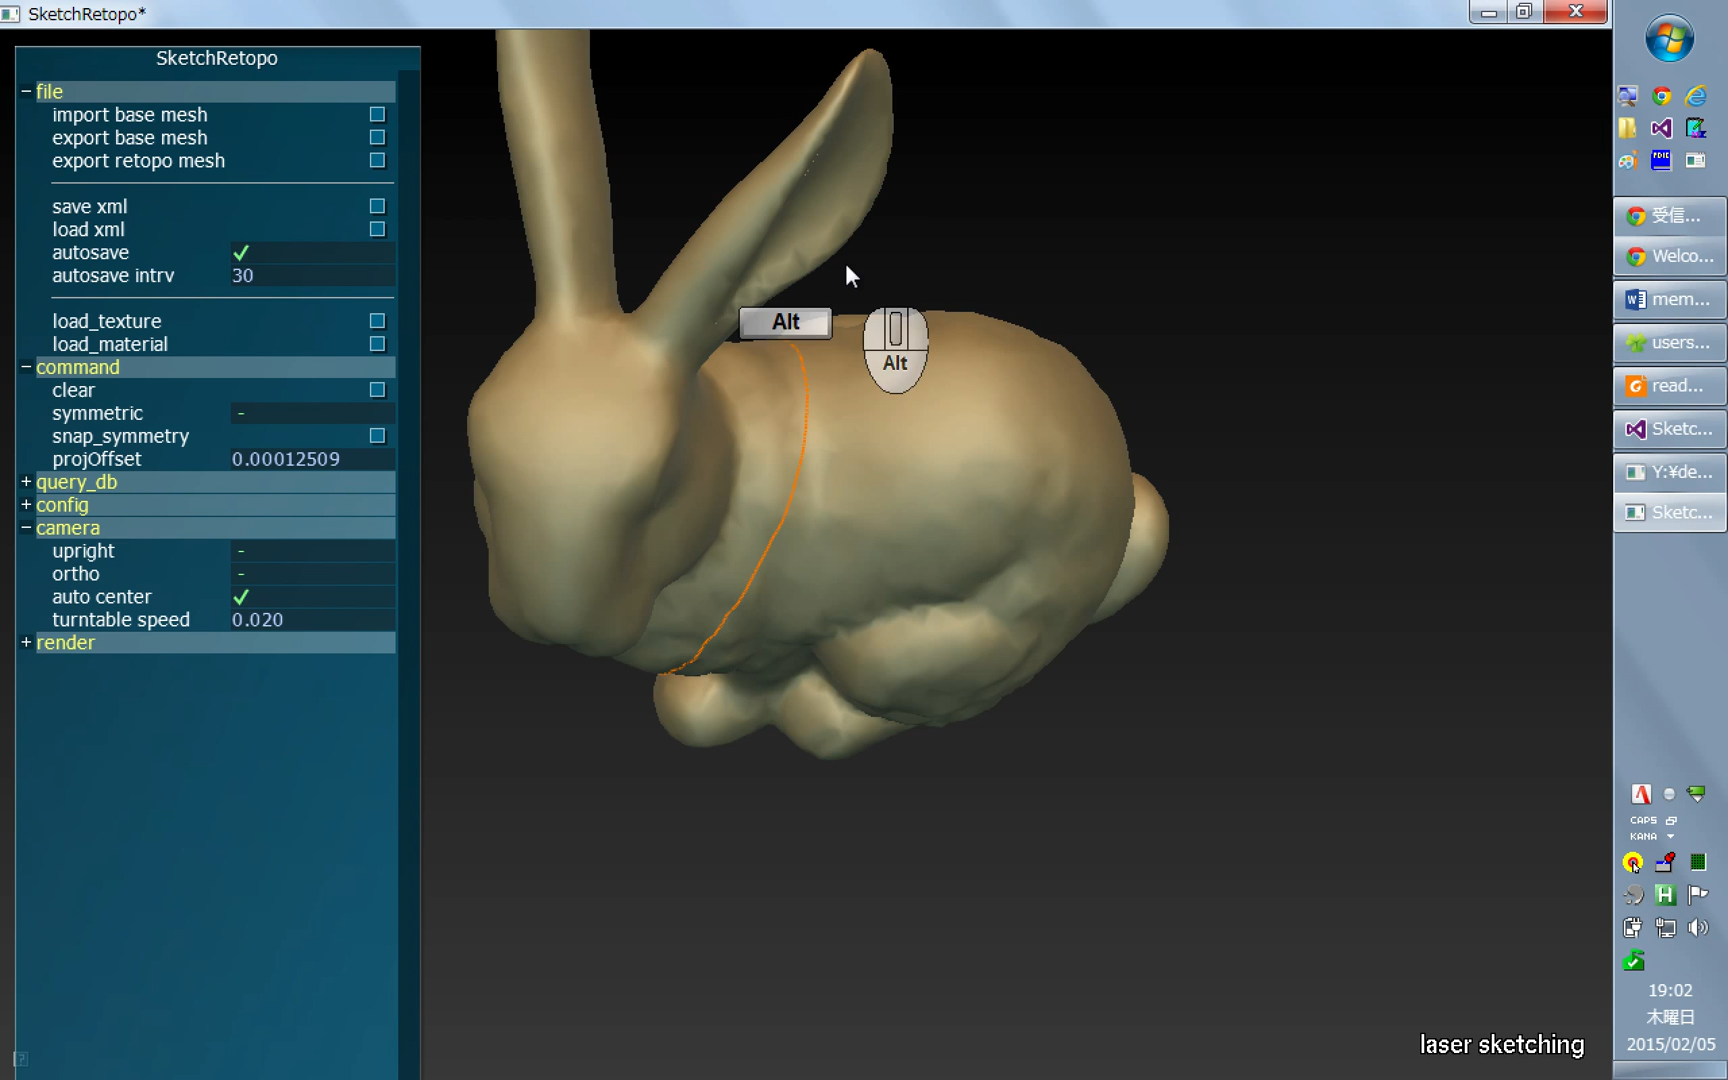 SketchRetopo*
SketchRetopo
file
import base mesh
export base mesh
export retopo mesh
save xml
load xml
autosave
autosave intrv 30
load_texture
load_material
command
clear
symmetric -
snap_symmetry
projOffset 0.00012509
query_db
config
camera
upright -
ortho -
auto center
turntable speed 0.020
render
Alt
Alt
laser sketching
PDIC
受信...
Welco...
mem...
users...
read...
Sketc...
Y:¥de...
Sketc...
CAPS
KANA
19:02
木曜日
2015/02/05